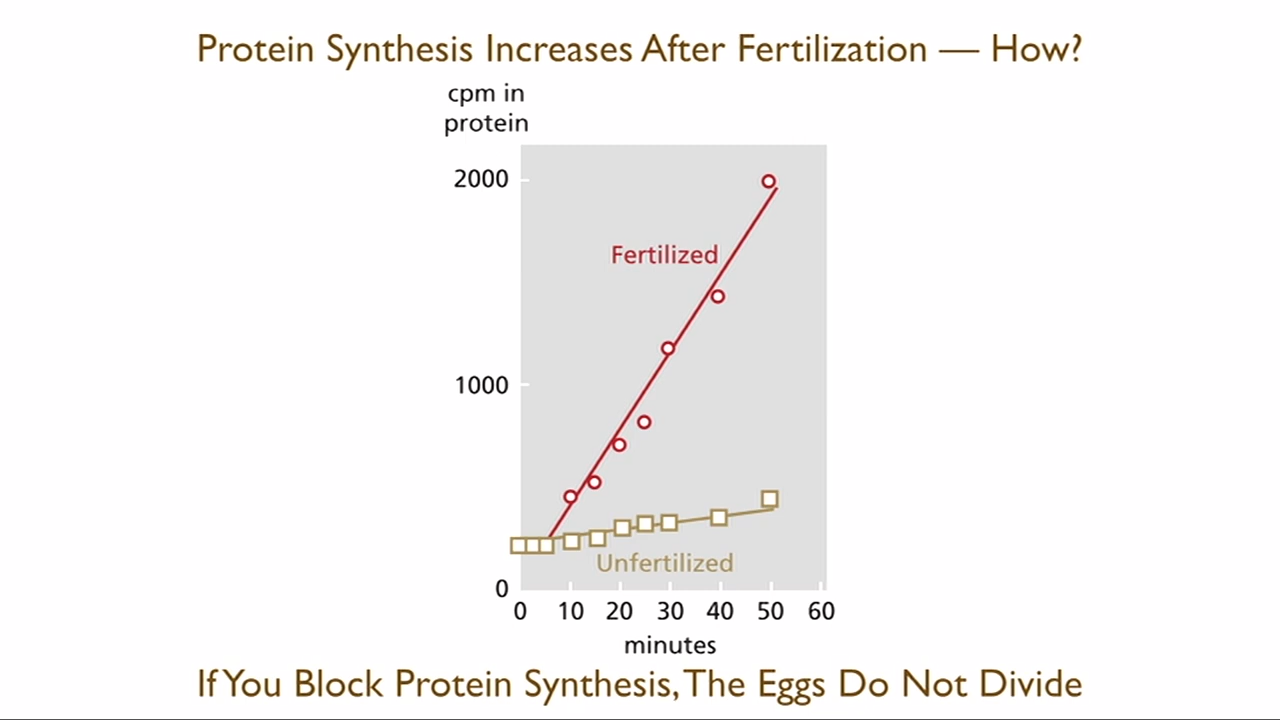 Protein Synthesis Increases After Fertilization — How?
cpm in
protein
2000
Fertilized
1000
Unfertilized
0
0 10 20 30 40 50 60
minutes
If You Block Protein Synthesis, The Eggs Do Not Divide